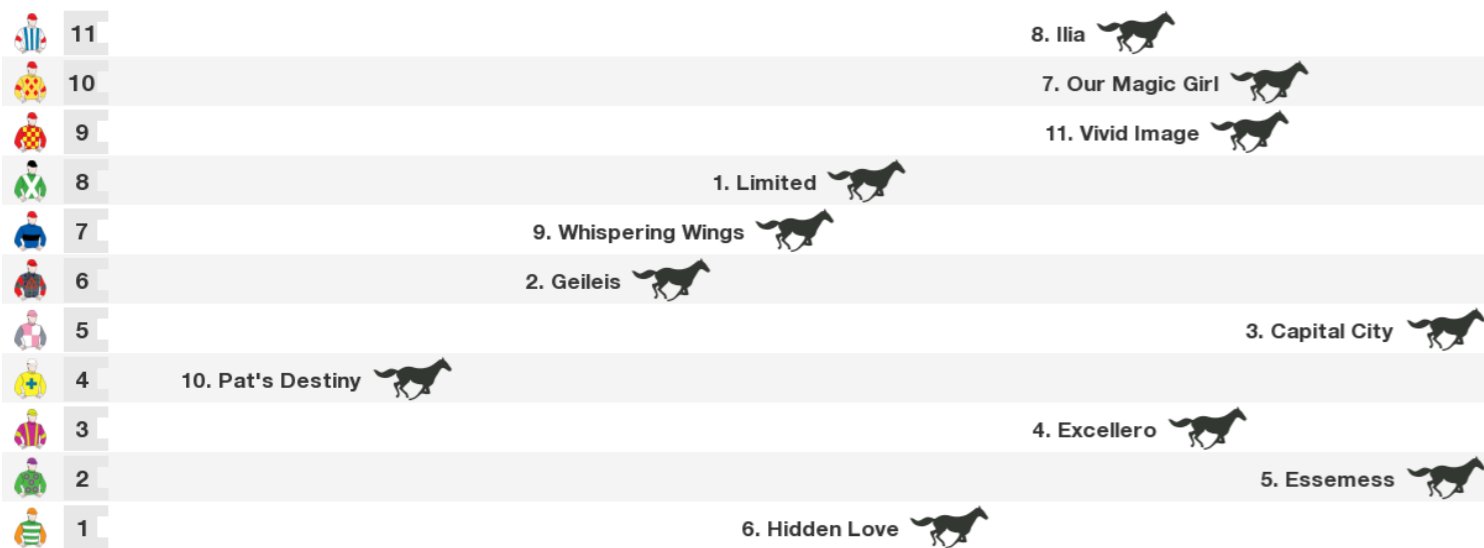 11 8. Ilia
10 7. Our Magic Girl
9 11. Vivid Image
8 1. Limited
7 9. Whispering Wings
6 2. Geileis
5 3. Capital City
4 10. Pat's Destiny
3 4. Excellero
2 5. Essemess
1 6. Hidden Love